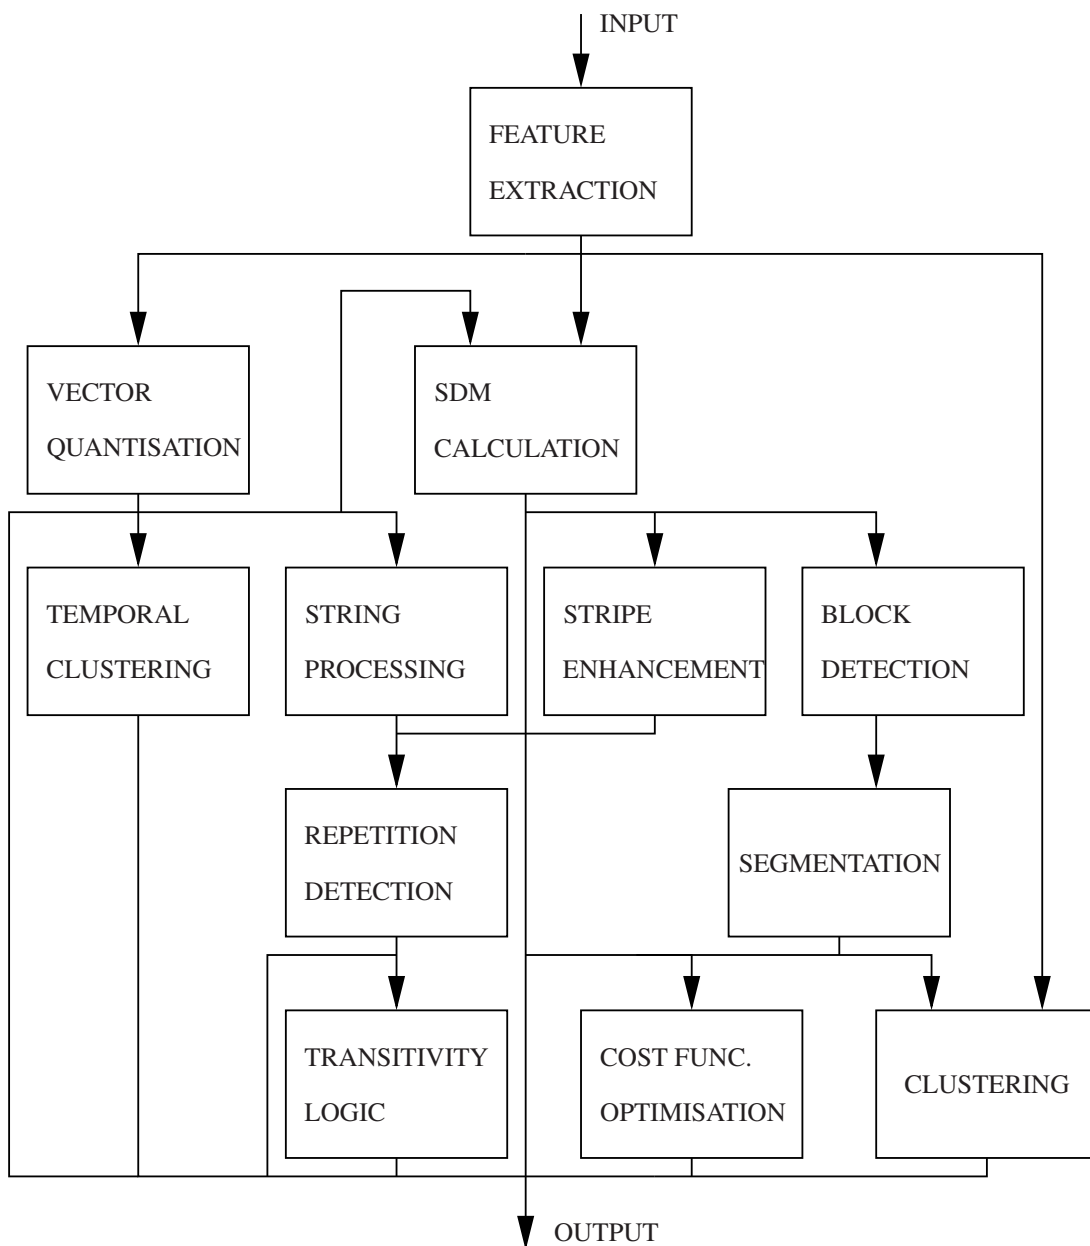 INPUT
FEATURE
EXTRACTION
VECTOR
QUANTISATION
SDM
CALCULATION
TEMPORAL
CLUSTERING
STRING
PROCESSING
STRIPE
ENHANCEMENT
BLOCK
DETECTION
REPETITION
DETECTION
SEGMENTATION
TRANSITIVITY
LOGIC
COST FUNC.
OPTIMISATION
CLUSTERING
OUTPUT